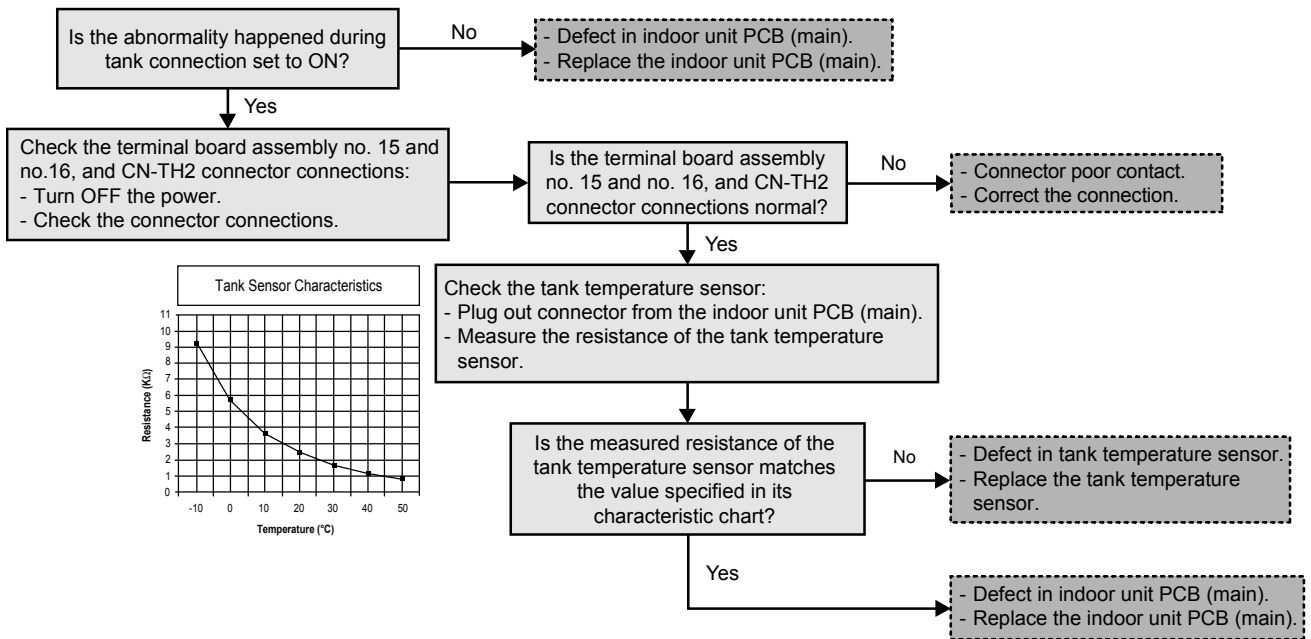 Is the abnormality happened during
tank connection set to ON?
No
- Defect in indoor unit PCB (main).
- Replace the indoor unit PCB (main).
Yes
Check the terminal board assembly no. 15 and
no.16, and CN-TH2 connector connections:
- Turn OFF the power.
- Check the connector connections.
Is the terminal board assembly
no. 15 and no. 16, and CN-TH2
connector connections normal?
No
- Connector poor contact.
- Correct the connection.
Yes
Tank Sensor Characteristics
11
10
9
8
7
6
5
4
3
2
1
0
Resistance (KΩ)
-10 0 10 20 30 40 50
Temperature (°C)
Check the tank temperature sensor:
- Plug out connector from the indoor unit PCB (main).
- Measure the resistance of the tank temperature
sensor.
Is the measured resistance of the
tank temperature sensor matches
the value specified in its
characteristic chart?
No
- Defect in tank temperature sensor.
- Replace the tank temperature
sensor.
Yes
- Defect in indoor unit PCB (main).
- Replace the indoor unit PCB (main).